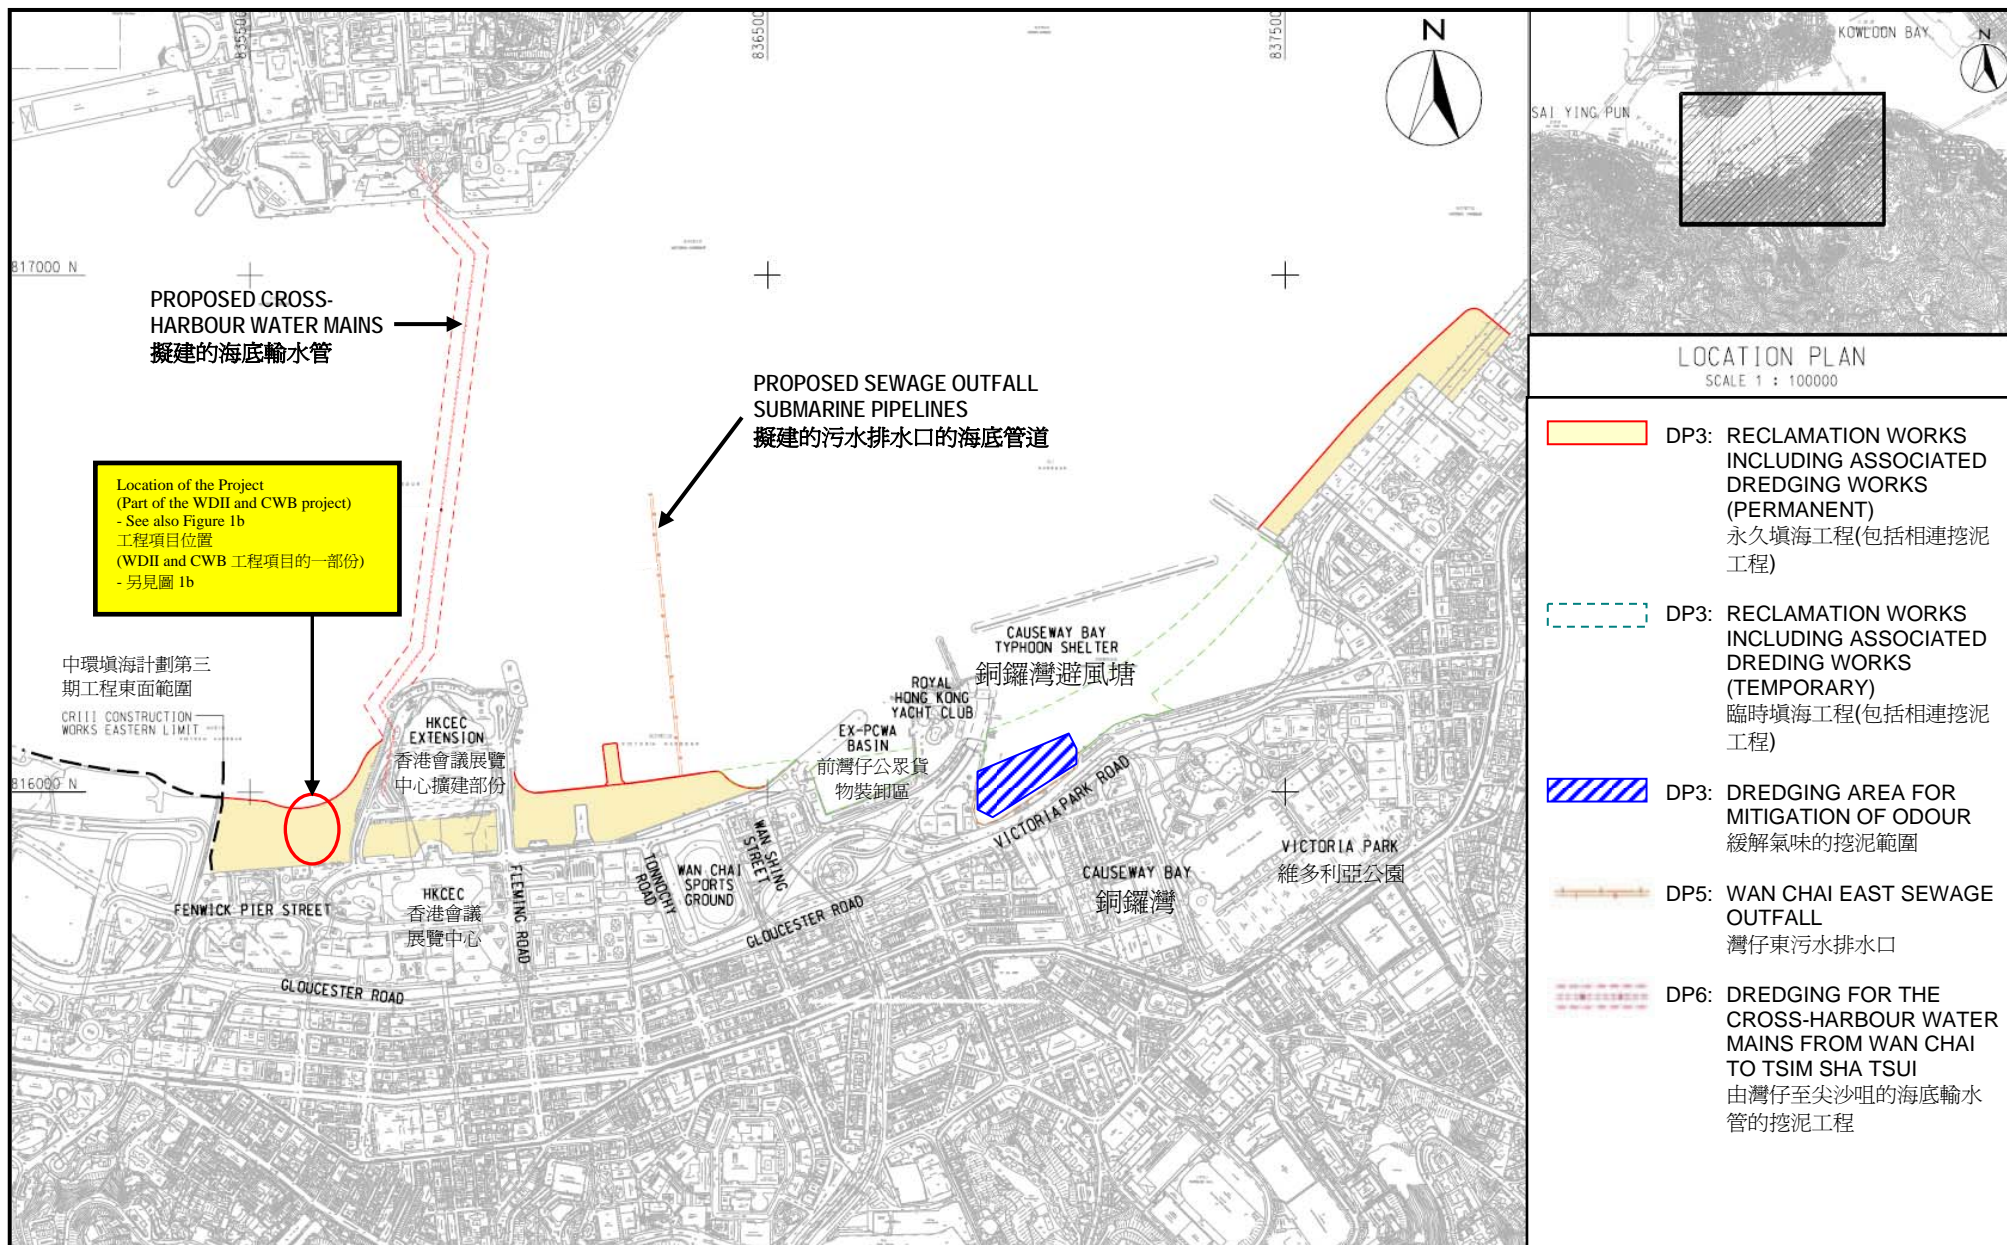 835500
836500
837500
N
817000 N
PROPOSED CROSS-
HARBOUR WATER MAINS
擬建的海底輸水管
PROPOSED SEWAGE OUTFALL
SUBMARINE PIPELINES
擬建的污水排水口的海底管道
Location of the Project
(Part of the WDII and CWB project)
- See also Figure 1b
工程項目位置
(WDII and CWB 工程項目的一部份)
- 另見圖 1b
中環填海計劃第三
期工程東面範圍
CRIII CONSTRUCTION
WORKS EASTERN LIMIT
816000 N
HKCEC
EXTENSION
香港會議展覽
中心擴建部份
CAUSEWAY BAY
TYPHOON SHELTER
銅鑼灣避風塘
ROYAL
HONG KONG
YACHT CLUB
EX-PCWA
BASIN
前灣仔公眾貨
物裝卸區
VICTORIA PARK ROAD
VICTORIA PARK
維多利亞公園
CAUSEWAY BAY
銅鑼灣
WAN SHING
STREET
TONNOCHY
ROAD
WAN CHAI
SPORTS
GROUND
FLEMING ROAD
HKCEC
香港會議
展覽中心
FENWICK PIER STREET
GLOUCESTER ROAD
GLOUCESTER ROAD
KOWLOON BAY
N
SAI YING PUN
LOCATION PLAN
SCALE 1 : 100000
DP3: RECLAMATION WORKS
INCLUDING ASSOCIATED
DREDGING WORKS
(PERMANENT)
永久填海工程(包括相連挖泥
工程)
DP3: RECLAMATION WORKS
INCLUDING ASSOCIATED
DREDING WORKS
(TEMPORARY)
臨時填海工程(包括相連挖泥
工程)
DP3: DREDGING AREA FOR
MITIGATION OF ODOUR
緩解氣味的挖泥範圍
DP5: WAN CHAI EAST SEWAGE
OUTFALL
灣仔東污水排水口
DP6: DREDGING FOR THE
CROSS-HARBOUR WATER
MAINS FROM WAN CHAI
TO TSIM SHA TSUI
由灣仔至尖沙咀的海底輸水
管的挖泥工程